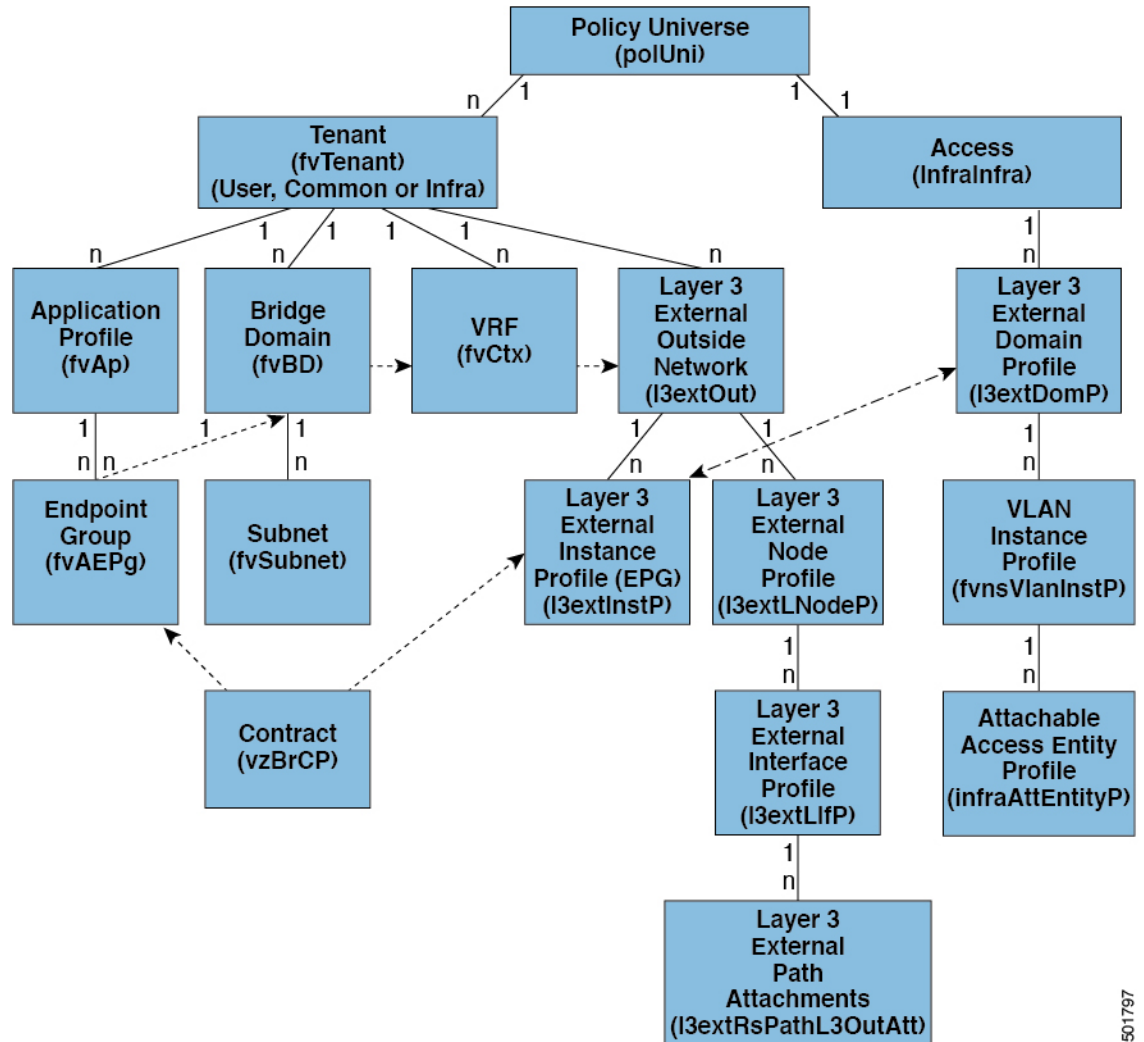 Policy Universe
(polUni)
n
1
1
1
Tenant
(fvTenant)
(User, Common or Infra)
Access
(InfraInfra)
n
1
n
1
1
n
1
n
1
n
Application
Profile
(fvAp)
Bridge
Domain
(fvBD)
VRF
(fvCtx)
Layer 3
External
Outside
Network
(l3extOut)
Layer 3
External
Domain
Profile
(l3extDomP)
1
n
n
1
1
n
1
n
1
n
1
n
Endpoint
Group
(fvAEPg)
Subnet
(fvSubnet)
Layer 3
External
Instance
Profile (EPG)
(l3extInstP)
Layer 3
External
Node
Profile
(l3extLNodeP)
VLAN
Instance
Profile
(fvnsVlanInstP)
1
n
1
n
Contract
(vzBrCP)
Layer 3
External
Interface
Profile
(l3extLIfP)
Attachable
Access Entity
Profile
(infraAttEntityP)
1
n
Layer 3
External
Path
Attachments
(l3extRsPathL3OutAtt)
501797